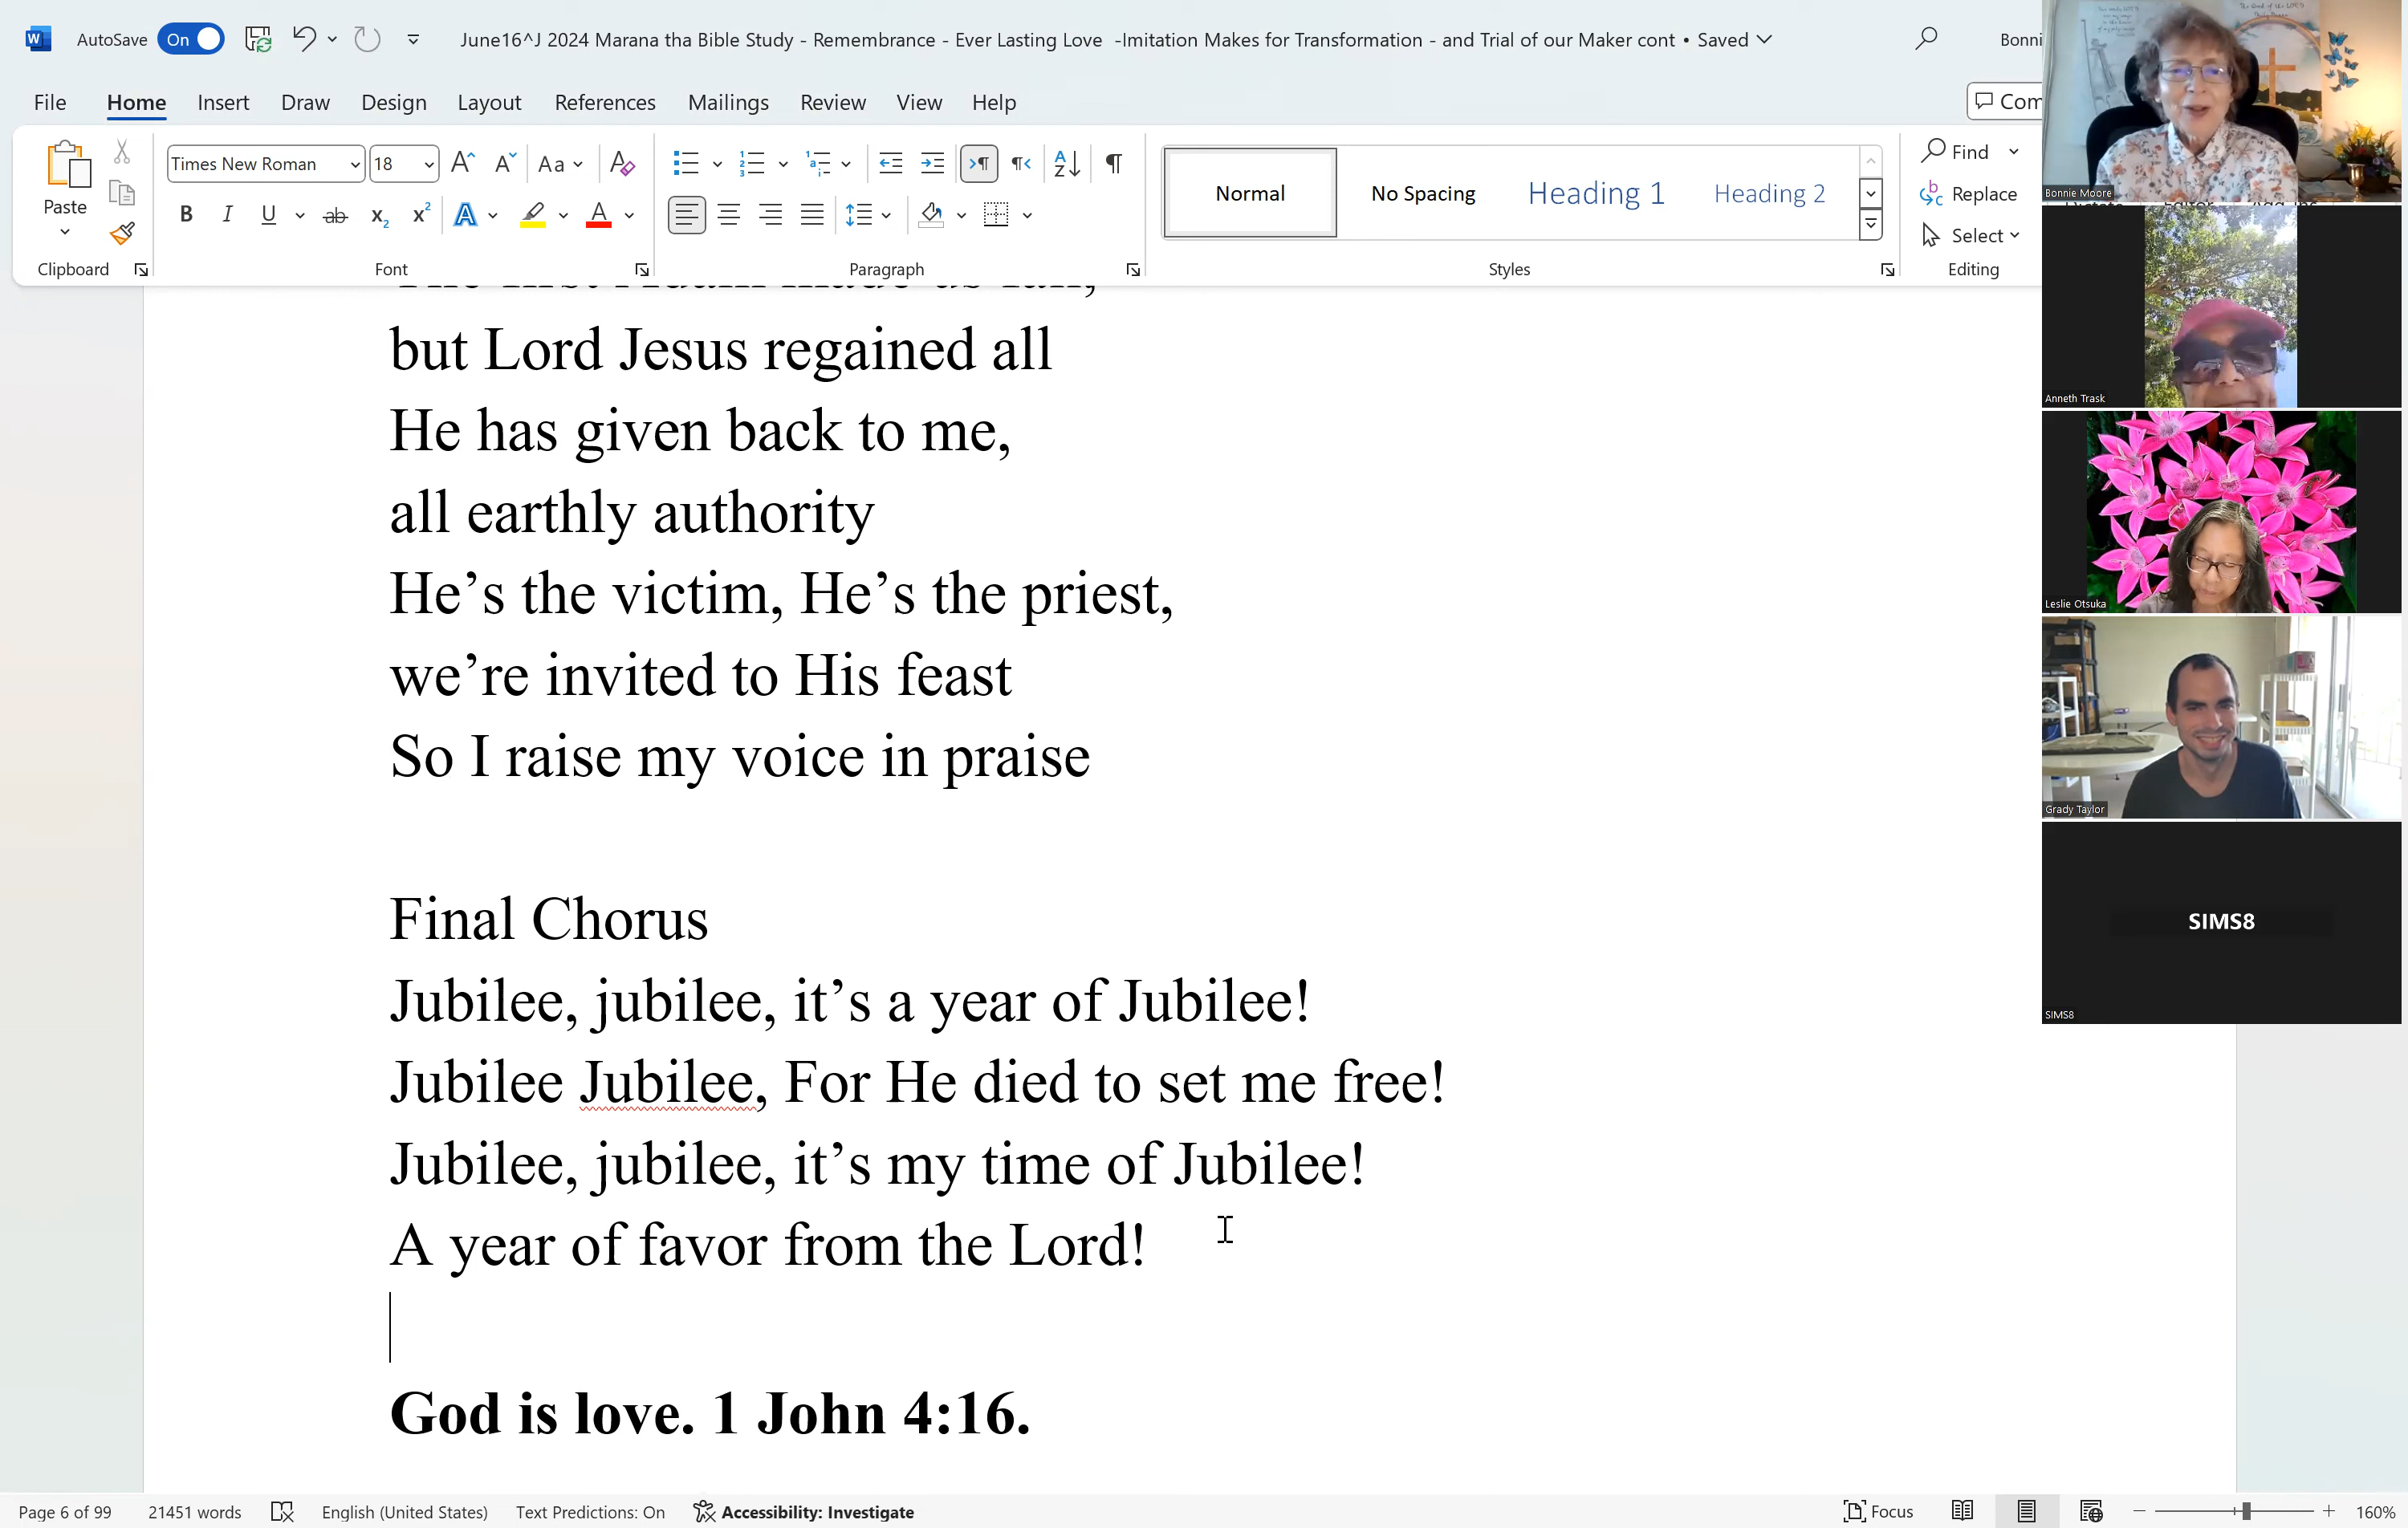 AutoSave On June16^J 2024 Marana tha Bible Study - Remembrance - Ever Lasting Love -Imitation Makes for Transformation - and Trial of our Maker cont • Saved Bonni
File Home Insert Draw Design Layout References Mailings Review View Help Com
Paste Times New Roman 18 Aa Normal No Spacing Heading 1 Heading 2 Find
Replace
Select
Clipboard Font Paragraph Styles Editing
but Lord Jesus regained all
He has given back to me,
all earthly authority
He’s the victim, He’s the priest,
we’re invited to His feast
So I raise my voice in praise
Final Chorus
Jubilee, jubilee, it’s a year of Jubilee!
Jubilee Jubilee, For He died to set me free!
Jubilee, jubilee, it’s my time of Jubilee!
A year of favor from the Lord!
God is love. 1 John 4:16.
Bonnie Moore
Anneth Trask
Leslie Otsuka
Grady Taylor
SIMS8
SIMS8
Page 6 of 99 21451 words English (United States) Text Predictions: On Accessibility: Investigate Focus 160%